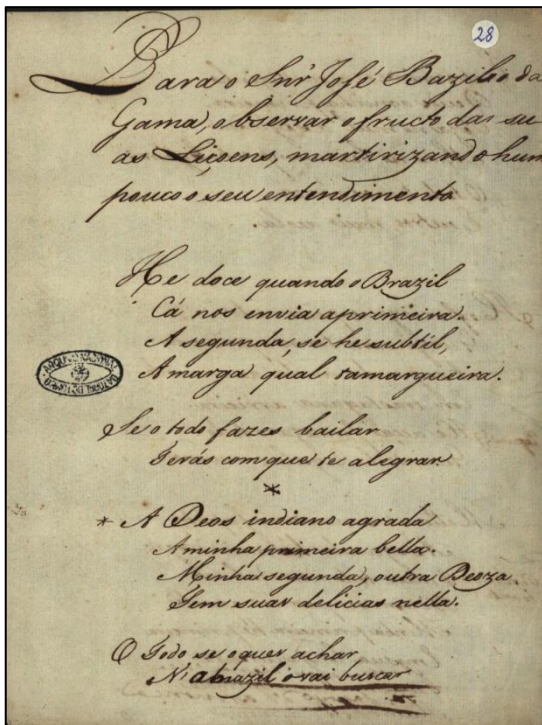 28
Para o Snr' José Bazilio da
Gama, observar o fructo das su-
as Liçoens, martirizando hum
pouco o seu entendimento
He doce quando o Brazil
Cá nos envia a primeira.
A segunda, se he subtil,
Amarga qual tamargueira.
Se o todo fazes bailar
Terás com que te alegrar.
*
* A Deos indiano agrada
A minha primeira bella.
Minha segunda, outra Deoza
Tem suas delicias nella.
O Todo se o quer achar
vai buscar